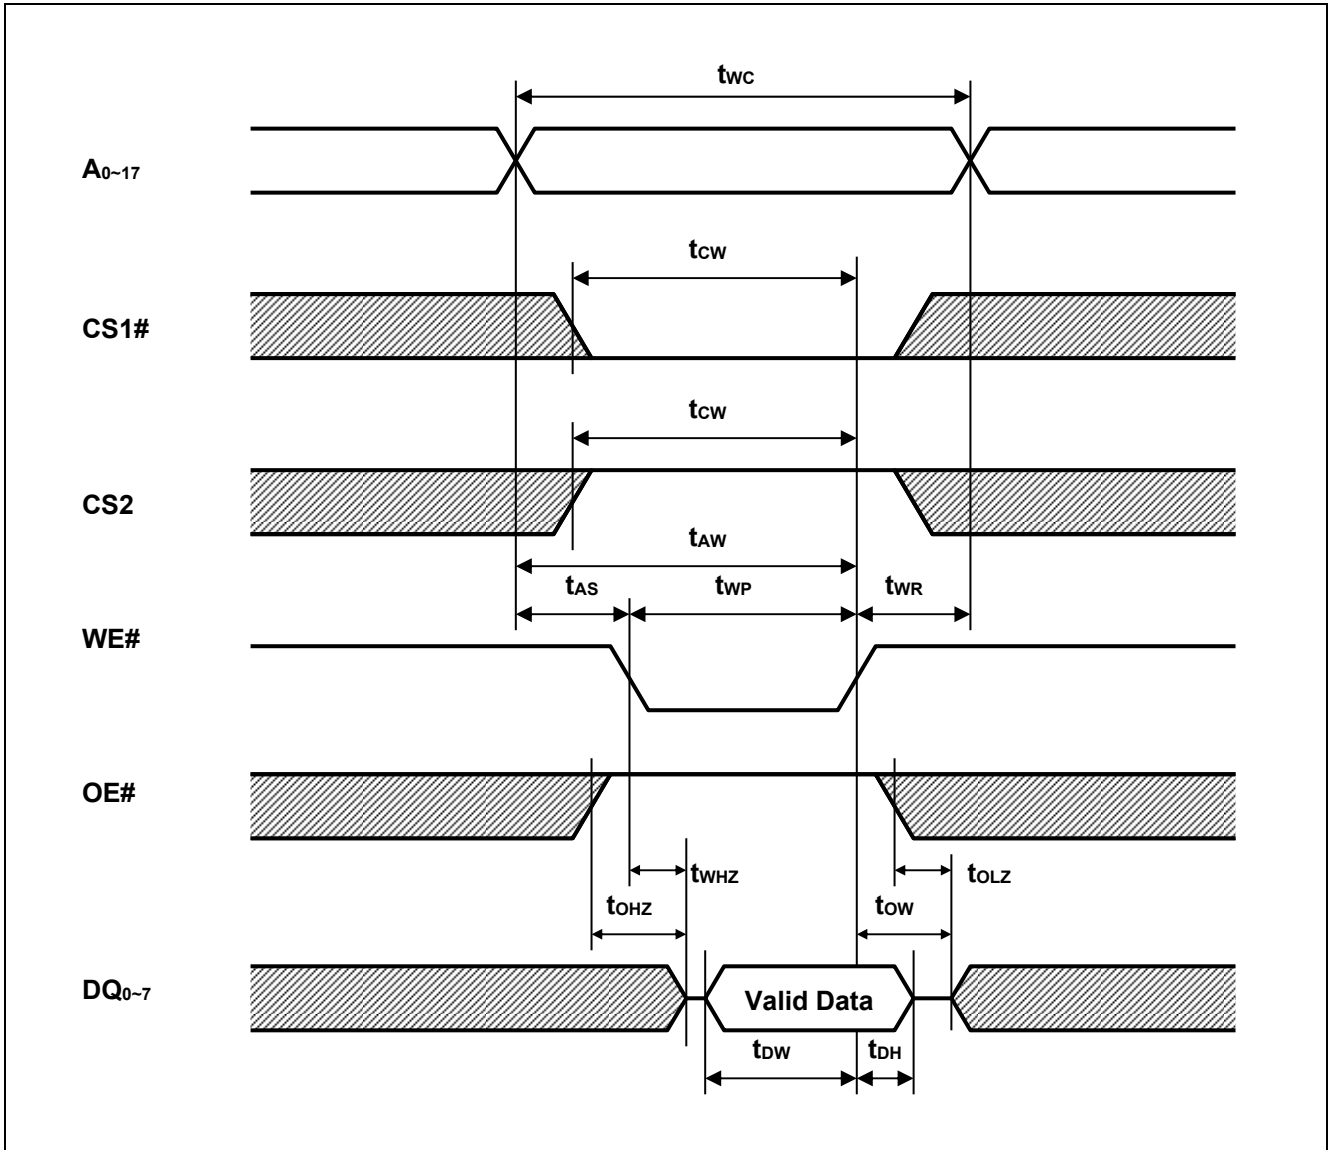 tWC
A0~17
tCW
CS1#
tCW
CS2
tAW
tAS tWP tWR
WE#
OE#
tWHZ tOLZ
tOHZ tOW
DQ0~7 Valid Data
tDW tDH